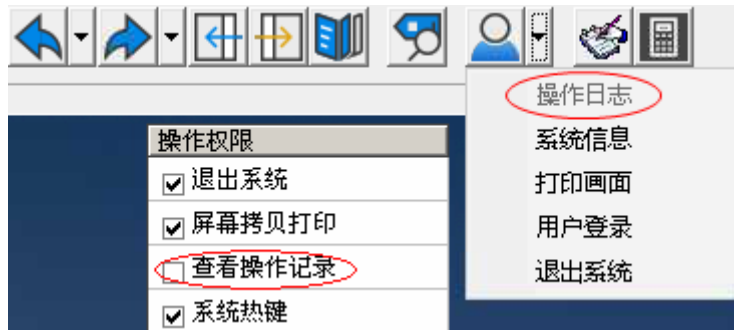 操作日志
系统信息
打印画面
用户登录
退出系统
操作权限
退出系统
屏幕拷贝打印
查看操作记录
系统热键